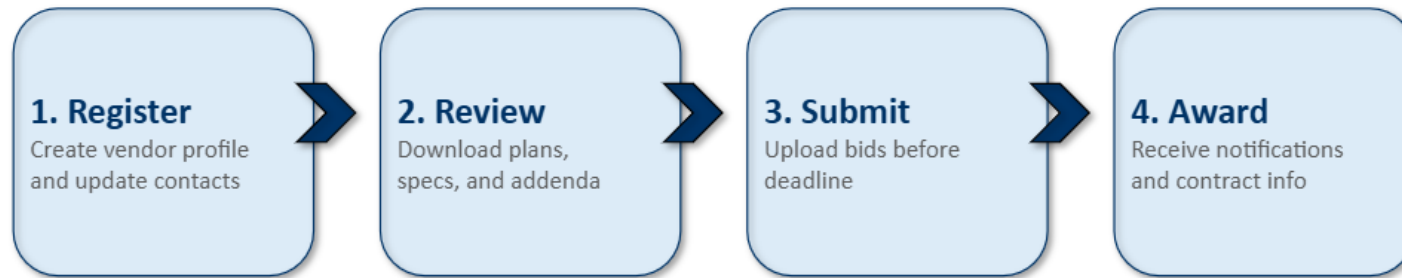 1. Register
Create vendor profile
and update contacts
2. Review
Download plans,
specs, and addenda
3. Submit
Upload bids before
deadline
4. Award
Receive notifications
and contract info